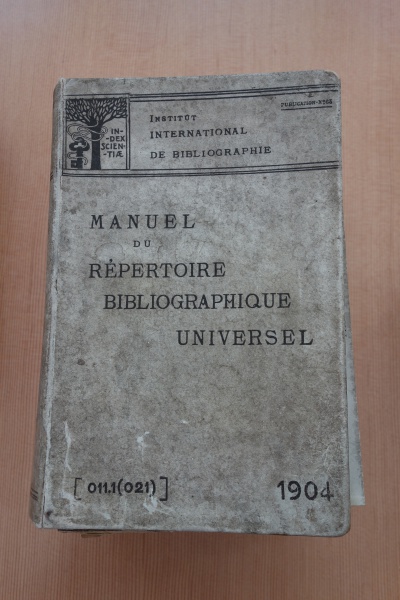 IN-
-DEX
SCIEN-
-TIÆ
INSTITUT
INTERNATIONAL
DE BIBLIOGRAPHIE
MANUEL
DU
RÉPERTOIRE
BIBLIOGRAPHIQUE
UNIVERSEL
[011.1(021)]
1904